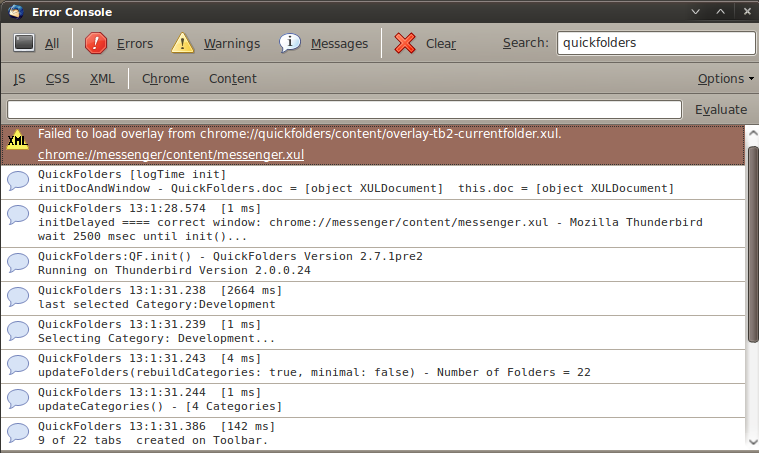 Error Console
All
Errors
Warnings
Messages
Clear
Search:
quickfolders
JS
CSS
XML
Chrome
Content
Options
Evaluate
XML
Failed to load overlay from chrome://quickfolders/content/overlay-tb2-currentfolder.xul.
chrome://messenger/content/messenger.xul
QuickFolders [logTime init]
initDocAndWindow - QuickFolders.doc = [object XULDocument]  this.doc = [object XULDocument]
QuickFolders 13:1:28.574  [1 ms]
initDelayed ==== correct window: chrome://messenger/content/messenger.xul - Mozilla Thunderbird
wait 2500 msec until init()...
QuickFolders:QF.init() - QuickFolders Version 2.7.1pre2
Running on Thunderbird Version 2.0.0.24
QuickFolders 13:1:31.238  [2664 ms]
last selected Category:Development
QuickFolders 13:1:31.239  [1 ms]
Selecting Category: Development...
QuickFolders 13:1:31.243  [4 ms]
updateFolders(rebuildCategories: true, minimal: false) - Number of Folders = 22
QuickFolders 13:1:31.244  [1 ms]
updateCategories() - [4 Categories]
QuickFolders 13:1:31.386  [142 ms]
9 of 22 tabs  created on Toolbar.